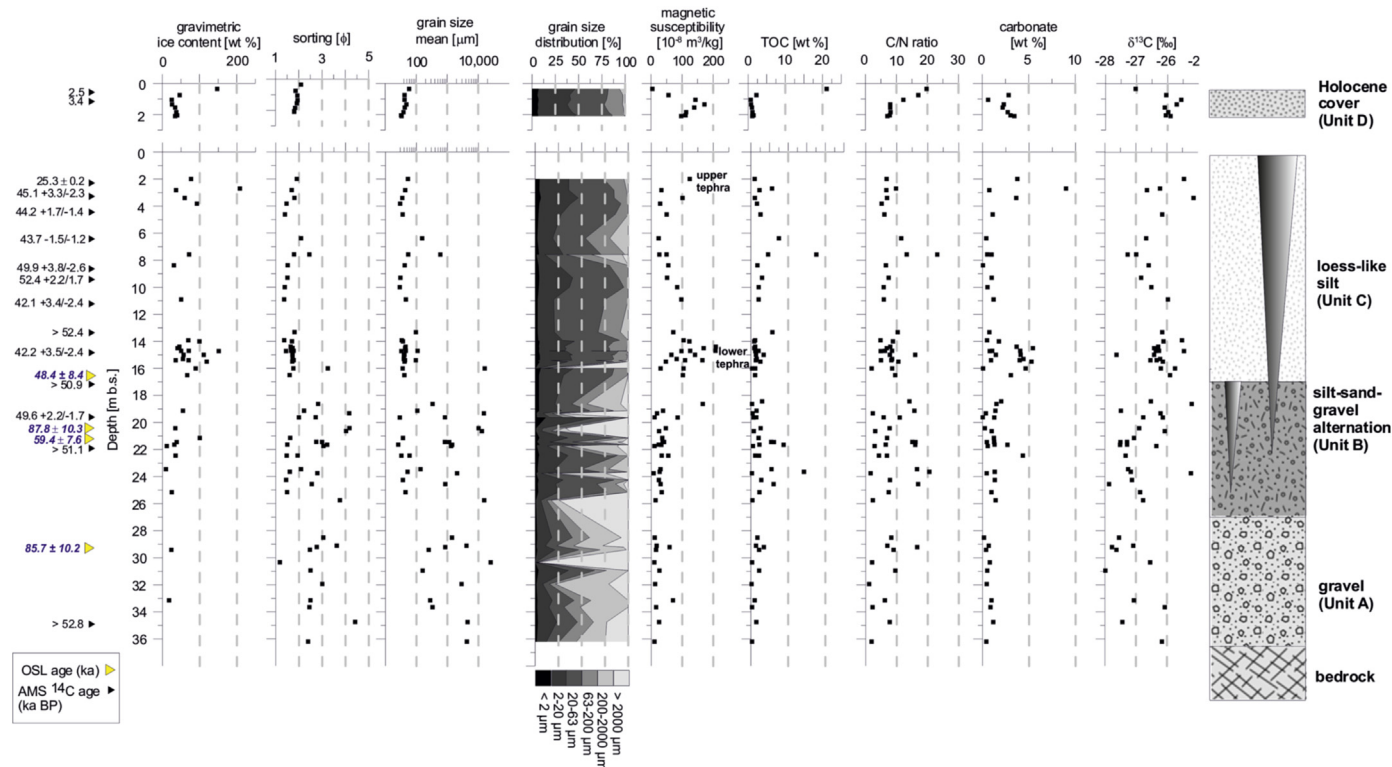 gravimetric
ice content [wt %]
0 200
sorting [ϕ]
1 2 3 4 5
grain size
mean [µm]
100 10,000
grain size
distribution [%]
25 50 75 100
magnetic
susceptibility
[10⁻⁸ m³/kg]
0 100 200
TOC [wt %]
0 10 20
C/N ratio
0 10 20 30
carbonate
[wt %]
0 5 10
δ¹³C [‰]
-28 -27 -26 -2
0
2.5
3.4
2
Holocene
cover
(Unit D)
0
2
25.3 ± 0.2
upper
tephra
45.1 +3.3/-2.3
4
44.2 +1.7/-1.4
6
43.7 -1.5/-1.2
8
49.9 +3.8/-2.6
52.4 +2.2/1.7
loess-like
silt
(Unit C)
10
42.1 +3.4/-2.4
12
> 52.4
14
42.2 +3.5/-2.4
lower
tephra
16
48.4 ± 8.4
> 50.9
18
Depth [m b.s.]
49.6 +2.2/-1.7
20
87.8 ± 10.3
59.4 ± 7.6
> 51.1
22
silt-sand-
gravel
alternation
(Unit B)
24
26
28
85.7 ± 10.2
30
32
gravel
(Unit A)
34
> 52.8
36
bedrock
OSL age (ka)
AMS ¹⁴C age
(ka BP)
< 2 µm
2-20 µm
20-63 µm
63-200 µm
200-2000 µm
> 2000 µm